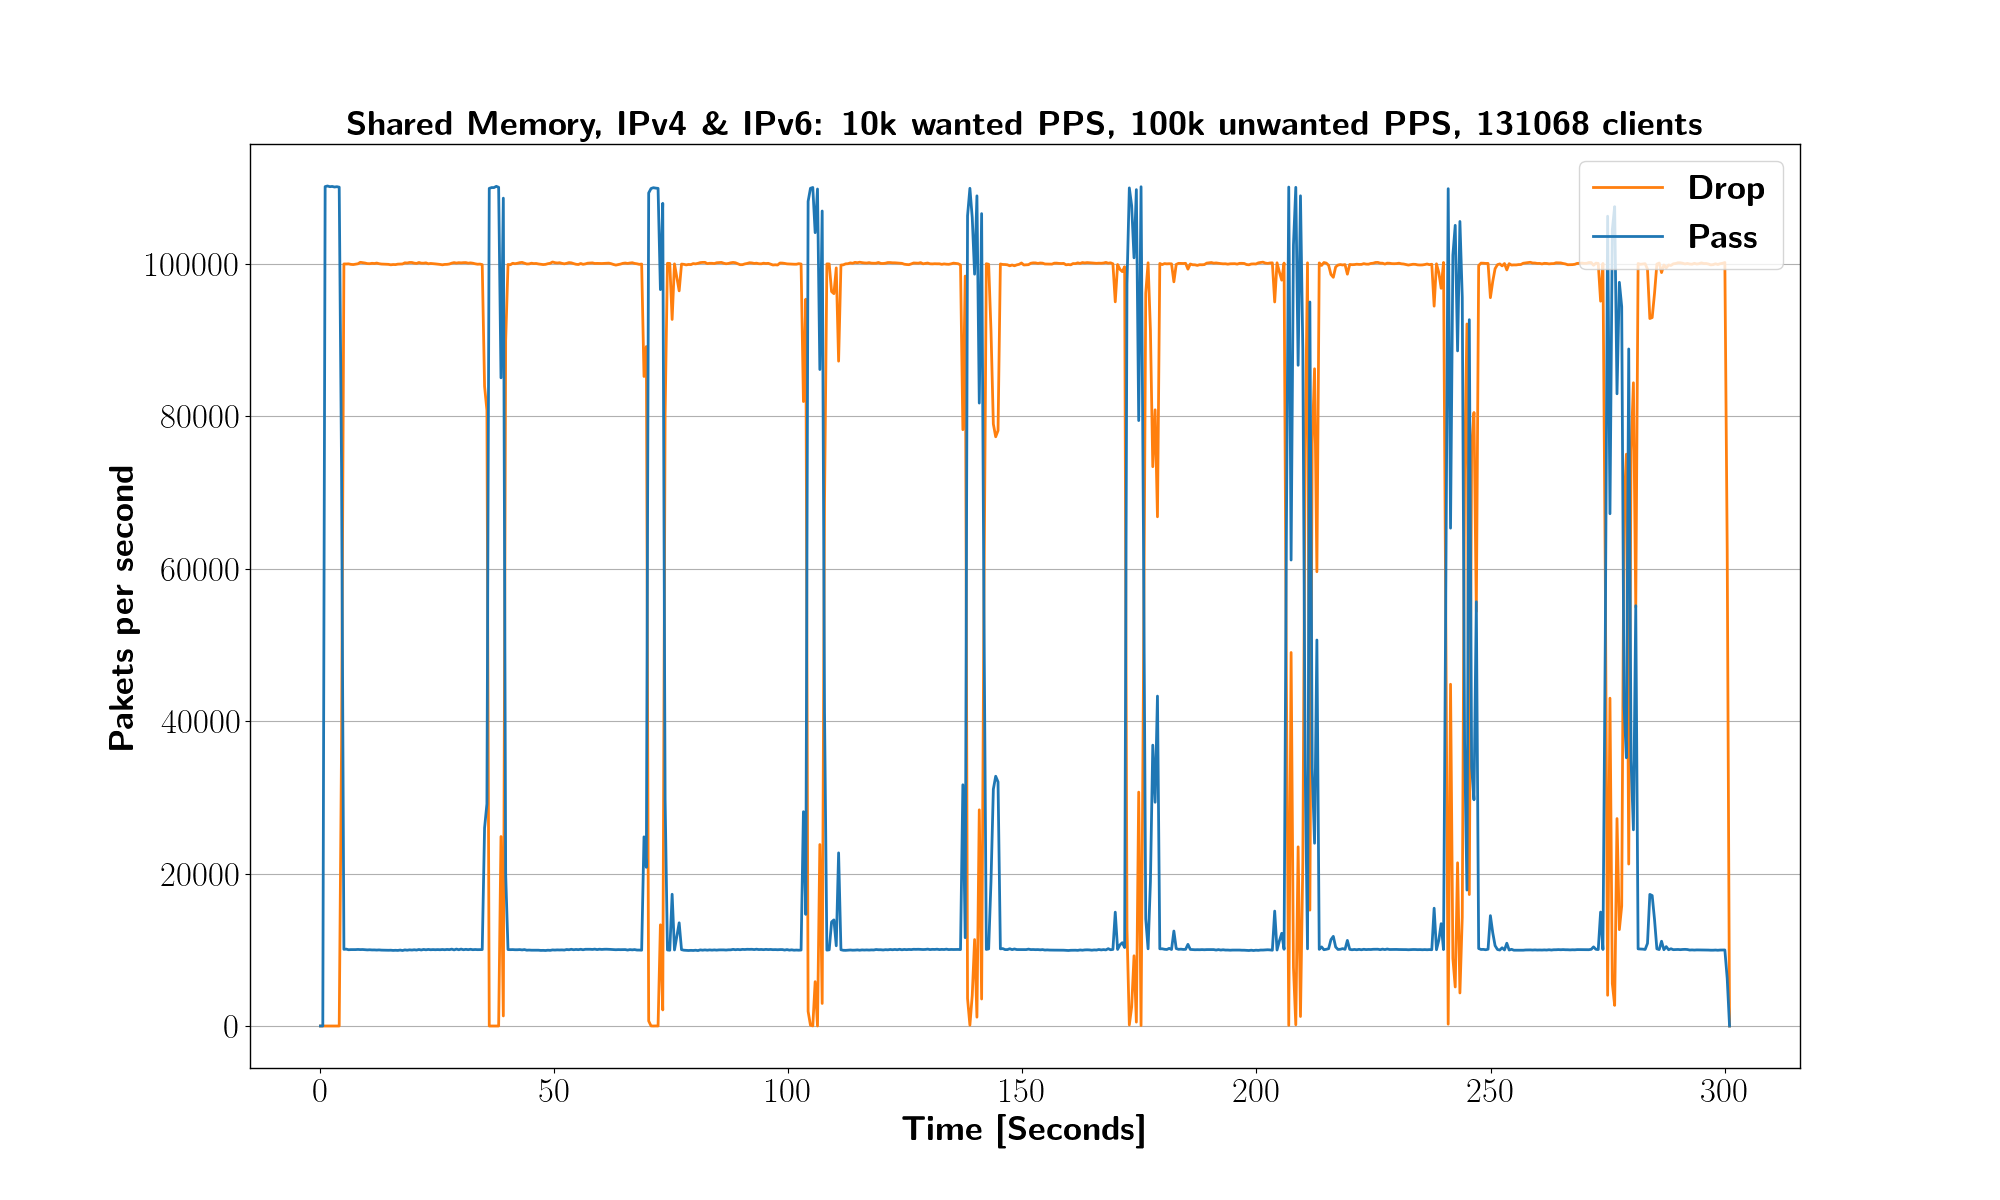 Shared Memory, IPv4 & IPv6: 10k wanted PPS, 100k unwanted PPS, 131068 clients
Drop
Pass
100000
80000
60000
40000
20000
0
Pakets per second
0 50 100 150 200 250 300
Time [Seconds]